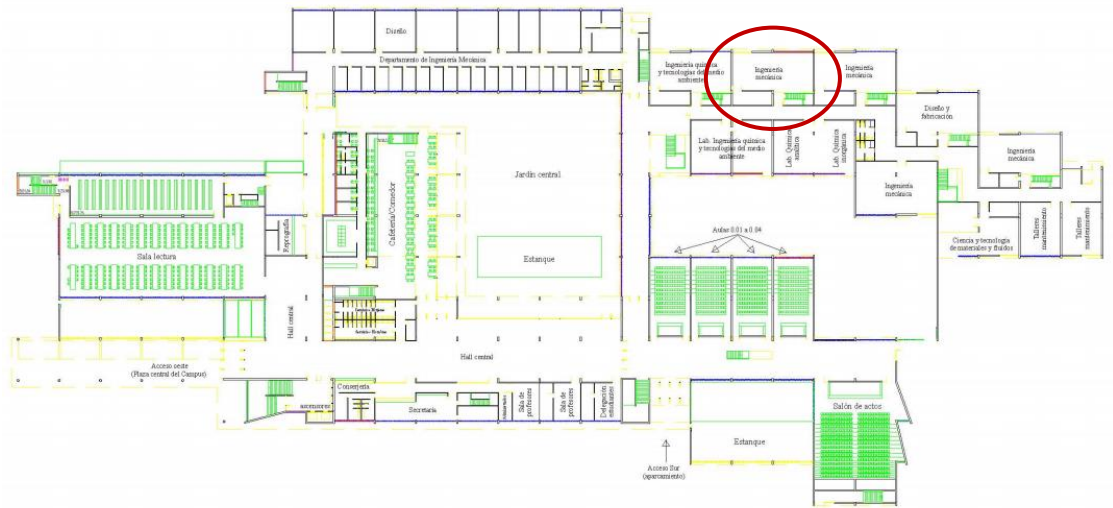 Diseño
Departamento de Ingeniería Mecánica
Ingeniería química
y tecnologías del medio
ambiente
Ingeniería
mecánica
Ingeniería
mecánica
Diseño y
fabricación
Lab. Ingeniería química
y tecnologías del medio
ambiente
Lab. Química
analítica
Lab. Química
inorgánica
Ingeniería
mecánica
Ingeniería
mecánica
Jardín central
Cafetería/Comedor
Reprografía
Sala lectura
Estanque
Aulas 0.01 a 0.04
Ciencia y tecnología
de materiales y fluidos
Talleres
mantenimiento
Talleres
mantenimiento
Hall central
Hall central
Acceso oeste
(Plaza central del Campus)
Conserjería
Secretaría
Sala de
profesores
Sala de
profesores
Delegación
estudiantes
Estanque
Salón de actos
Acceso Sur
(aparcamiento)